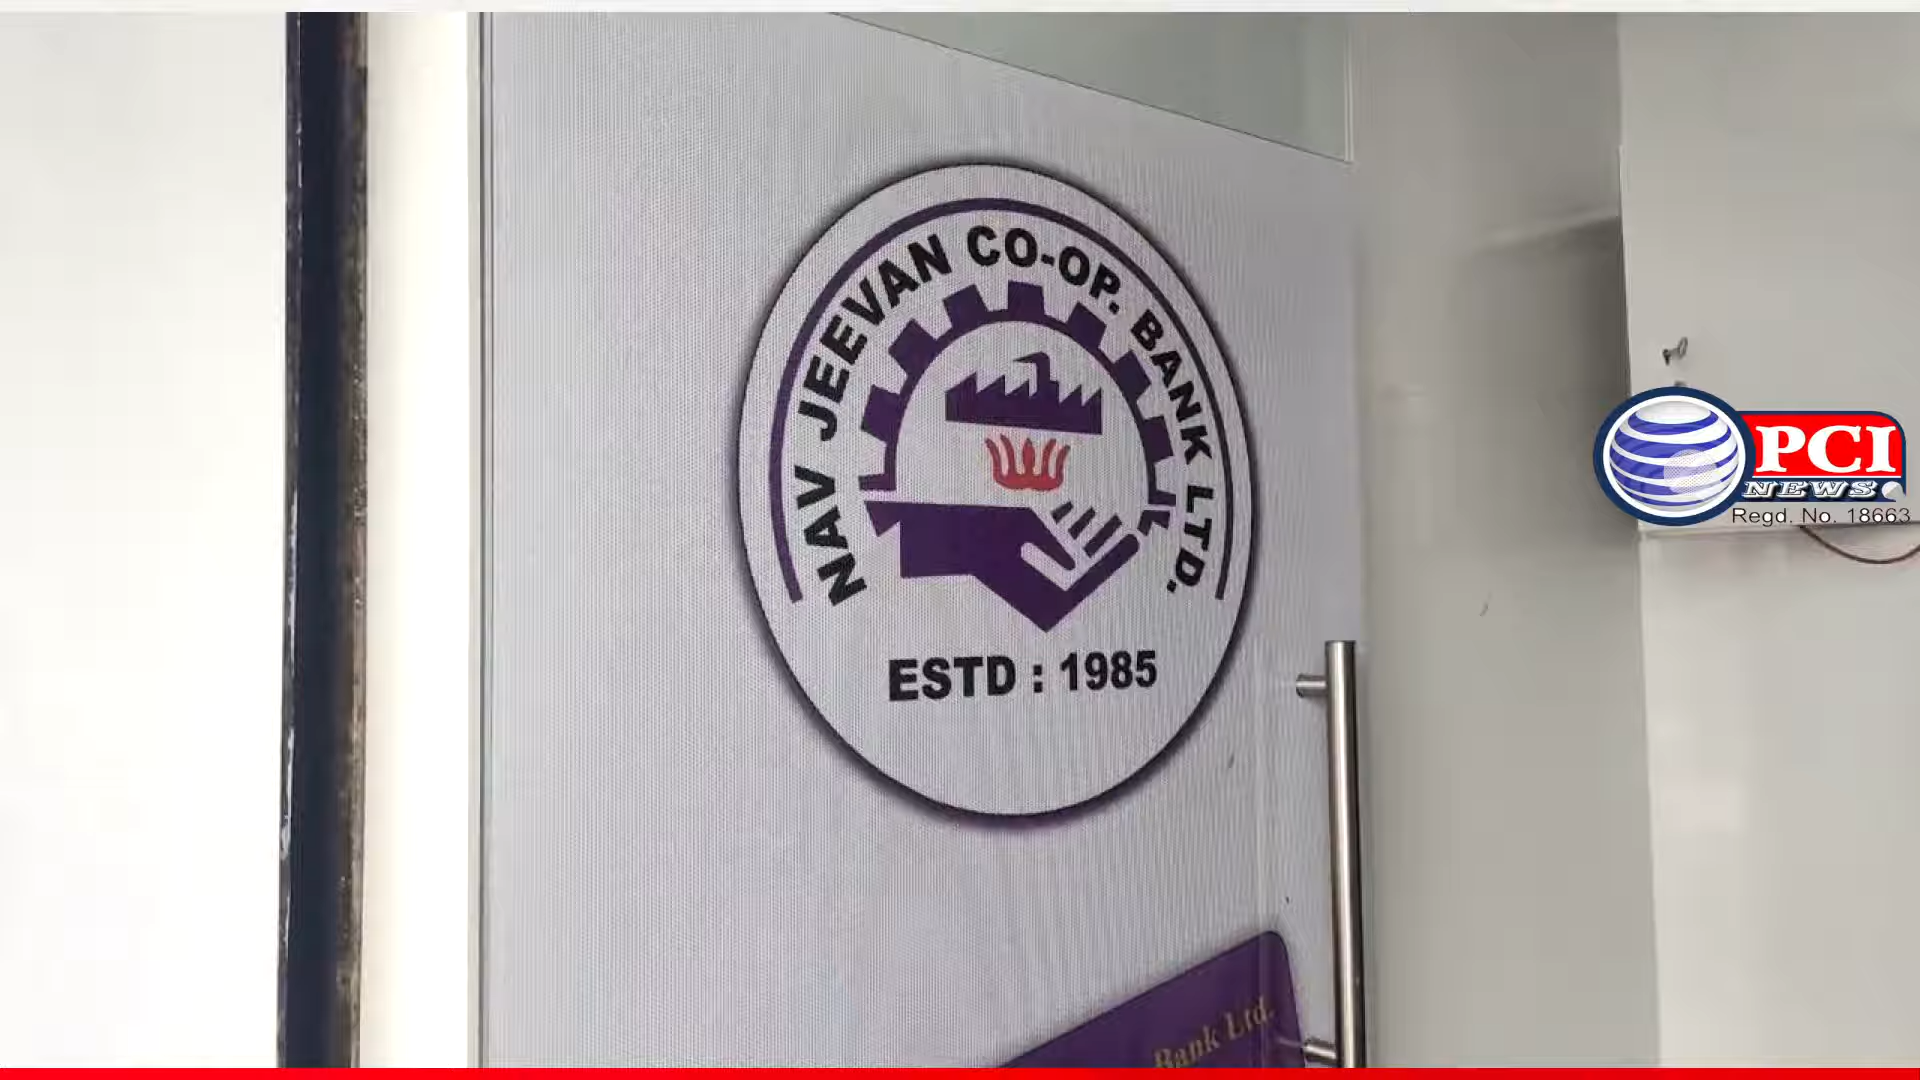 NAV JEEVAN CO-OP. BANK LTD.
ESTD : 1985
PCI
NEWS
Regd. No. 18663
Bank Ltd.